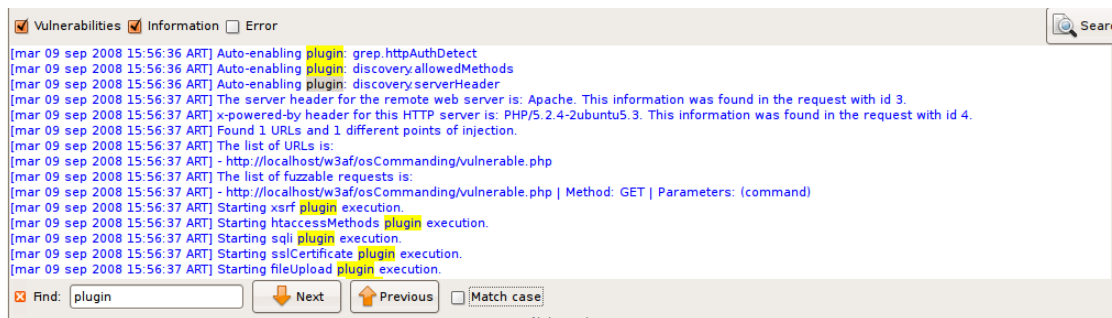 Vulnerabilities Information Error
[mar 09 sep 2008 15:56:36 ART] Auto-enabling plugin: grep.httpAuthDetect
[mar 09 sep 2008 15:56:36 ART] Auto-enabling plugin: discovery.allowedMethods
[mar 09 sep 2008 15:56:36 ART] Auto-enabling plugin: discovery.serverHeader
[mar 09 sep 2008 15:56:37 ART] The server header for the remote web server is: Apache. This information was found in the request with id 3.
[mar 09 sep 2008 15:56:37 ART] x-powered-by header for this HTTP server is: PHP/5.2.4-2ubuntu5.3. This information was found in the request with id 4.
[mar 09 sep 2008 15:56:37 ART] Found 1 URLs and 1 different points of injection.
[mar 09 sep 2008 15:56:37 ART] The list of URLs is:
[mar 09 sep 2008 15:56:37 ART] - http://localhost/w3af/osCommanding/vulnerable.php
[mar 09 sep 2008 15:56:37 ART] The list of fuzzable requests is:
[mar 09 sep 2008 15:56:37 ART] - http://localhost/w3af/osCommanding/vulnerable.php | Method: GET | Parameters: (command)
[mar 09 sep 2008 15:56:37 ART] Starting xsrf plugin execution.
[mar 09 sep 2008 15:56:37 ART] Starting htaccessMethods plugin execution.
[mar 09 sep 2008 15:56:37 ART] Starting sqli plugin execution.
[mar 09 sep 2008 15:56:37 ART] Starting sslCertificate plugin execution.
[mar 09 sep 2008 15:56:37 ART] Starting fileUpload plugin execution.
Find: plugin Next Previous Match case